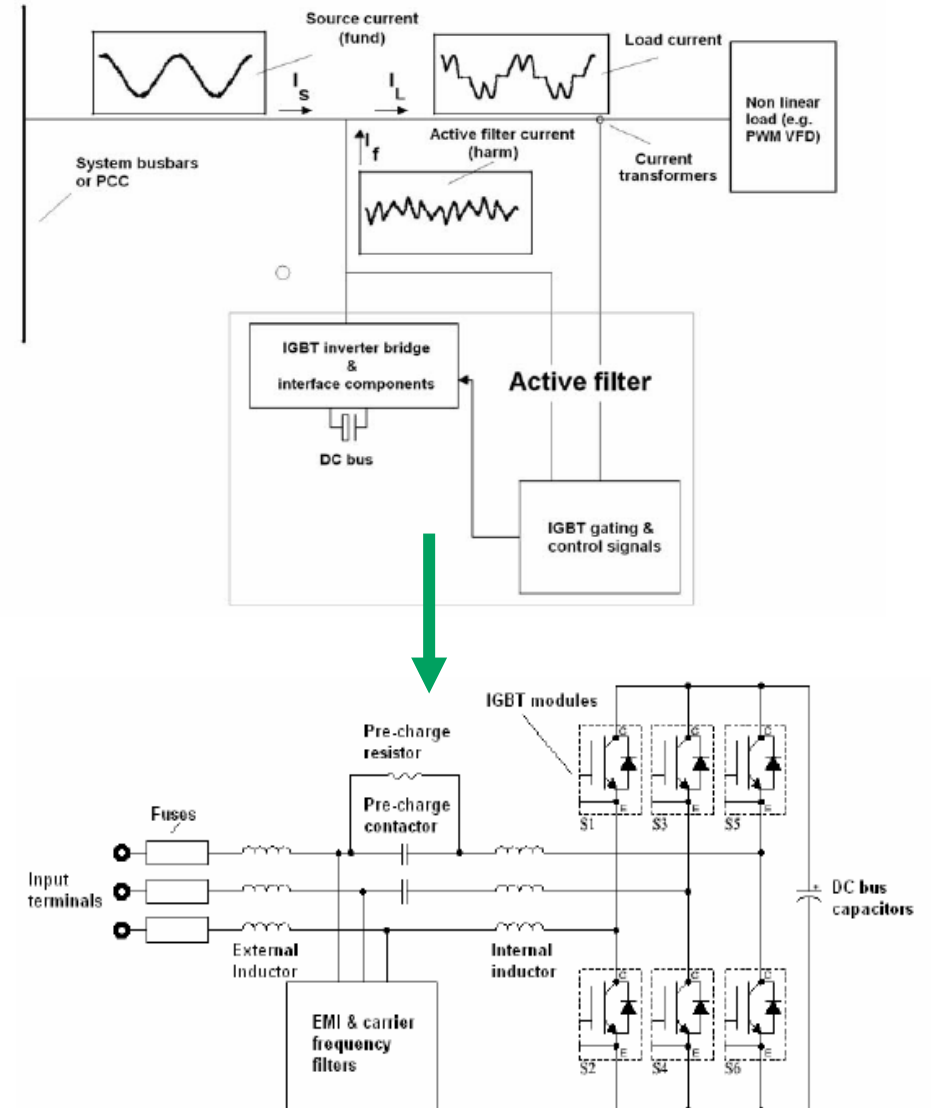 Source current
(fund)
Load current
I
S
I
L
Non linear
load (e.g.
PWM VFD)
Active filter current
(harm)
I
f
Current
transformers
System busbars
or PCC
IGBT inverter bridge
&
interface components
Active filter
DC bus
IGBT gating &
control signals
IGBT modules
Pre-charge
resistor
Pre-charge
contactor
Fuses
C
C
C
E
E
E
S1
S3
S5
Input
terminals
DC bus
capacitors
+
External
Inductor
Internal
inductor
EMI & carrier
frequency
filters
C
C
C
E
E
E
S2
S4
S6